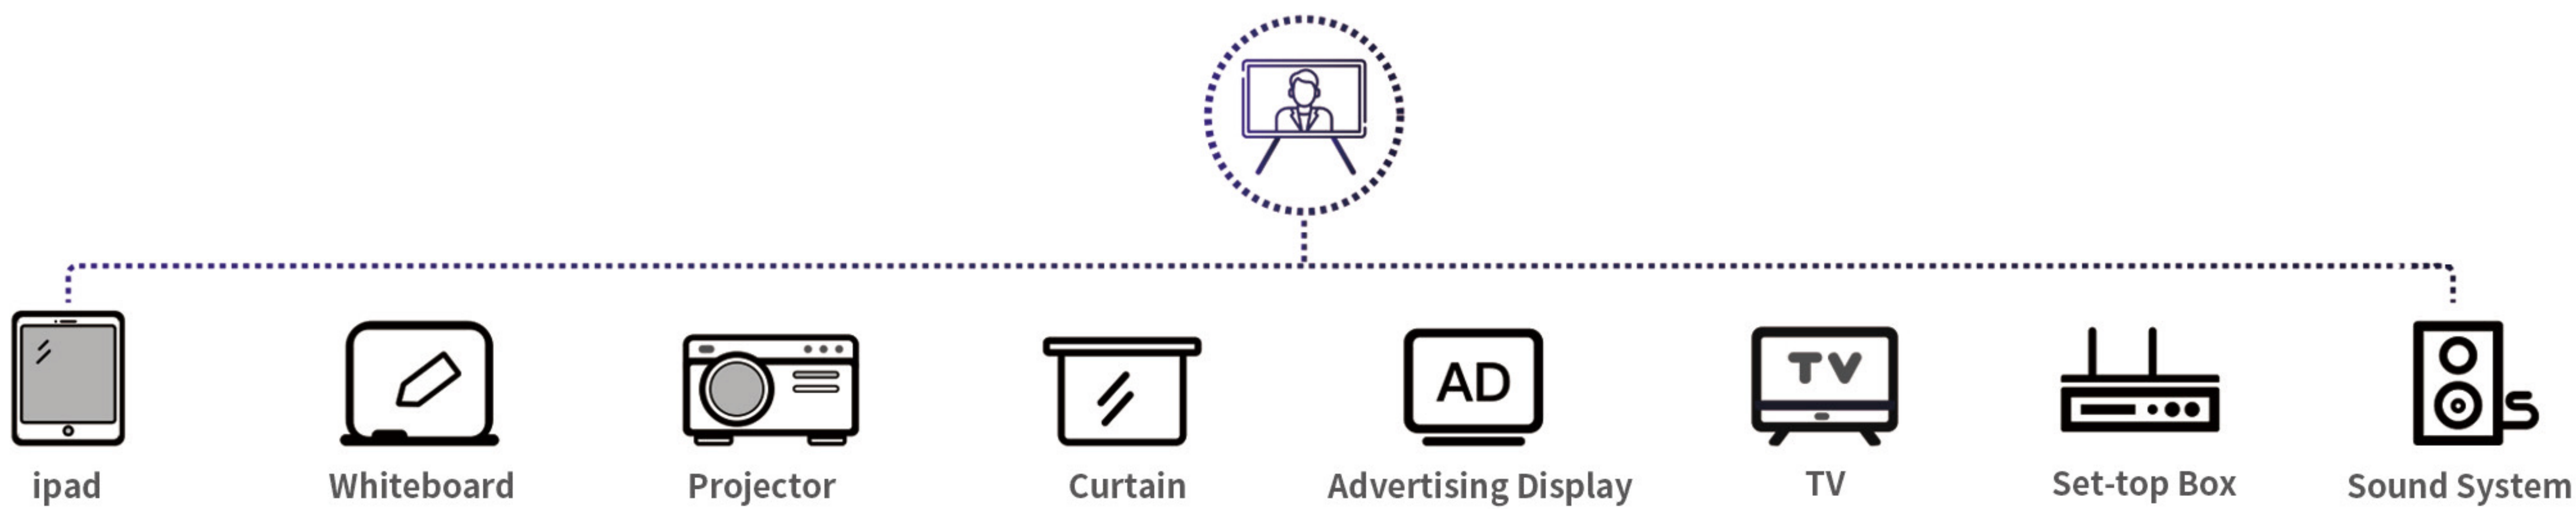 AD
TV
ipad
Whiteboard
Projector
Curtain
Advertising Display
TV
Set-top Box
Sound System